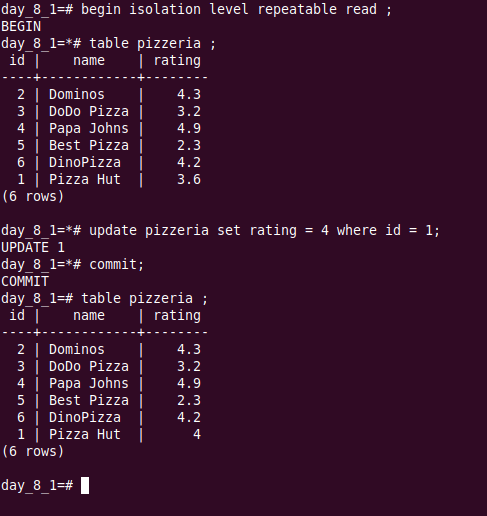 day_8_1=# begin isolation level repeatable read ;
BEGIN
day_8_1=*# table pizzeria ;
 id |    name    | rating
----+------------+--------
  2 | Dominos    |    4.3
  3 | DoDo Pizza |    3.2
  4 | Papa Johns |    4.9
  5 | Best Pizza |    2.3
  6 | DinoPizza  |    4.2
  1 | Pizza Hut  |    3.6
(6 rows)

day_8_1=*# update pizzeria set rating = 4 where id = 1;
UPDATE 1
day_8_1=*# commit;
COMMIT
day_8_1=# table pizzeria ;
 id |    name    | rating
----+------------+--------
  2 | Dominos    |    4.3
  3 | DoDo Pizza |    3.2
  4 | Papa Johns |    4.9
  5 | Best Pizza |    2.3
  6 | DinoPizza  |    4.2
  1 | Pizza Hut  |      4
(6 rows)

day_8_1=#